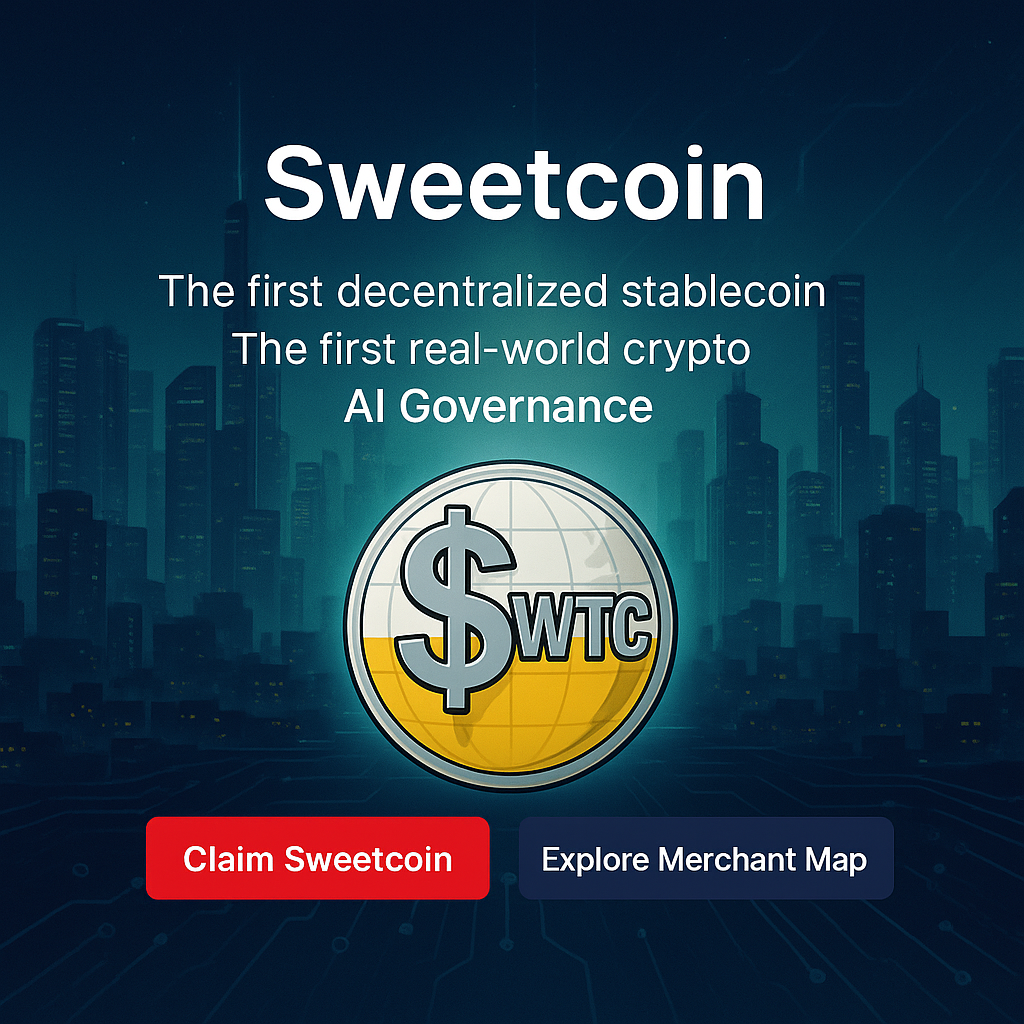 Sweetcoin
The first decentralized stablecoin
The first real-world crypto
AI Governance
$WTC
Claim Sweetcoin
Explore Merchant Map